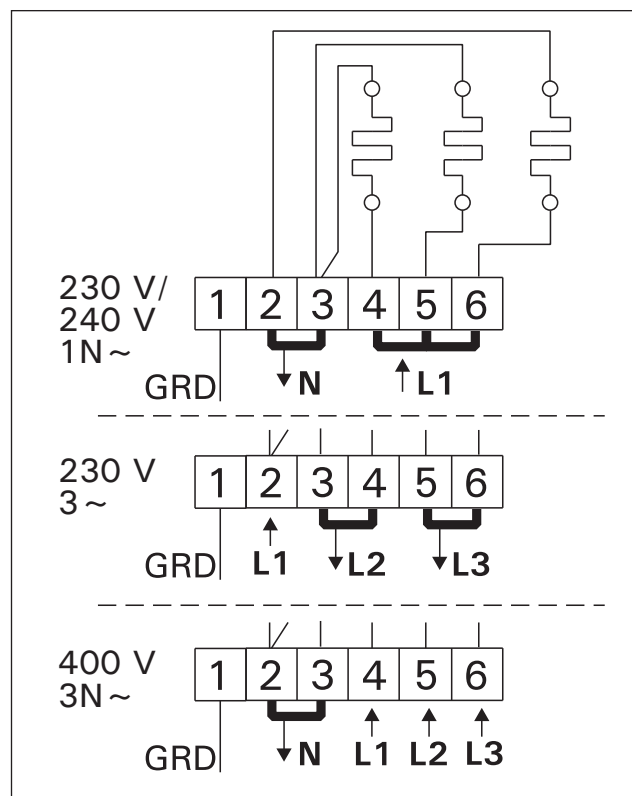 230 V/
240 V
1N ~
1 2 3 4 5 6
GRD N L1
230 V
3 ~
1 2 3 4 5 6
GRD L1 L2 L3
400 V
3N ~
1 2 3 4 5 6
GRD N L1 L2 L3